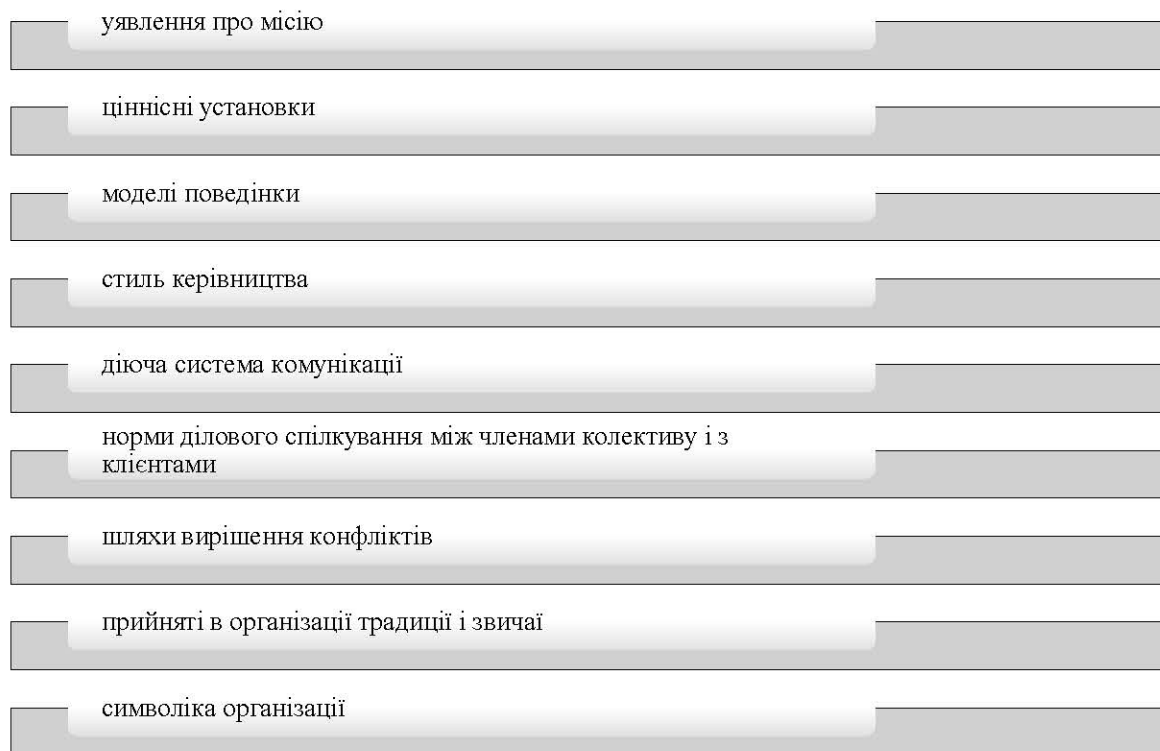 уявлення про місію
ціннісні установки
моделі поведінки
стиль керівництва
діюча система комунікації
норми ділового спілкування між членами колективу і з
клієнтами
шляхи вирішення конфліктів
прийняті в організації традиції і звичаї
символіка організації